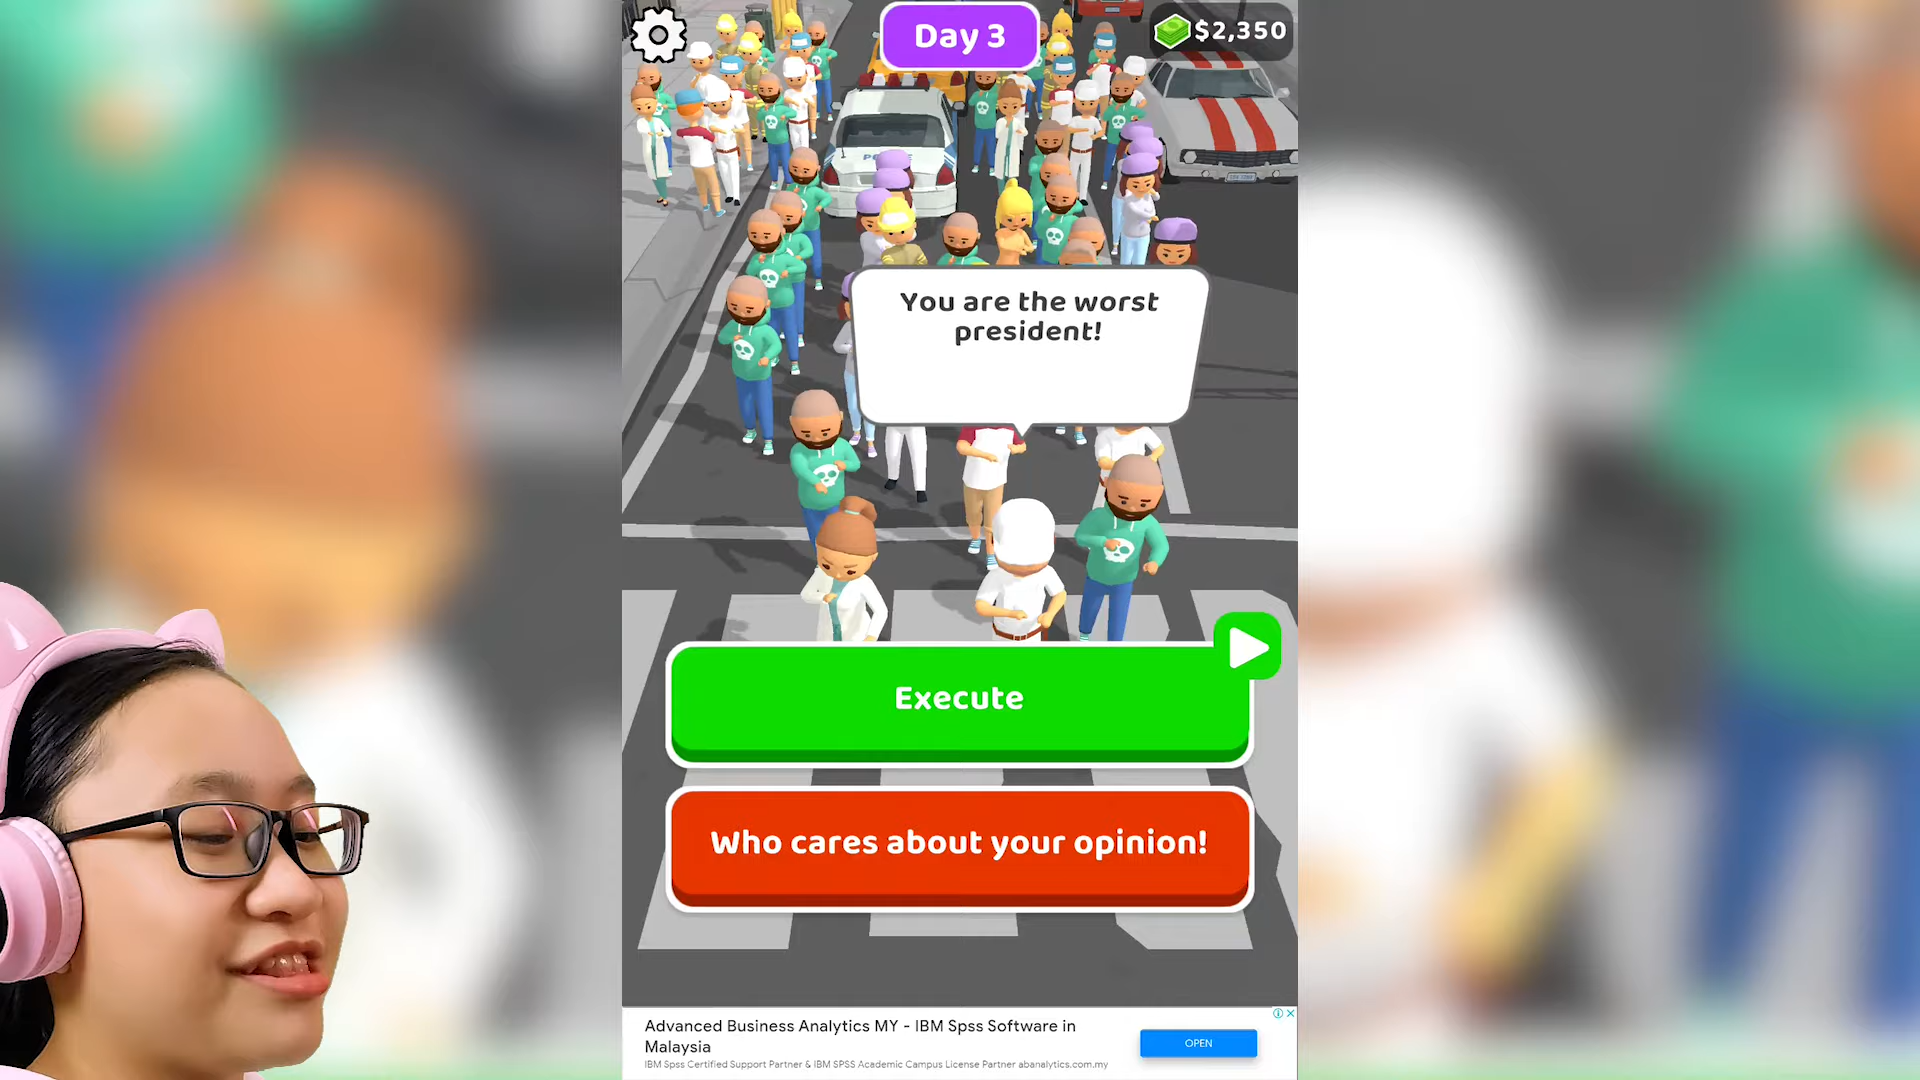 Day 3
$2,350
You are the worst
president!
Execute
Who cares about your opinion!
Advanced Business Analytics MY - IBM Spss Software in
Malaysia
IBM Spss Certified Support Partner & IBM SPSS Academic Campus License Partner abanalytics.com.my
OPEN